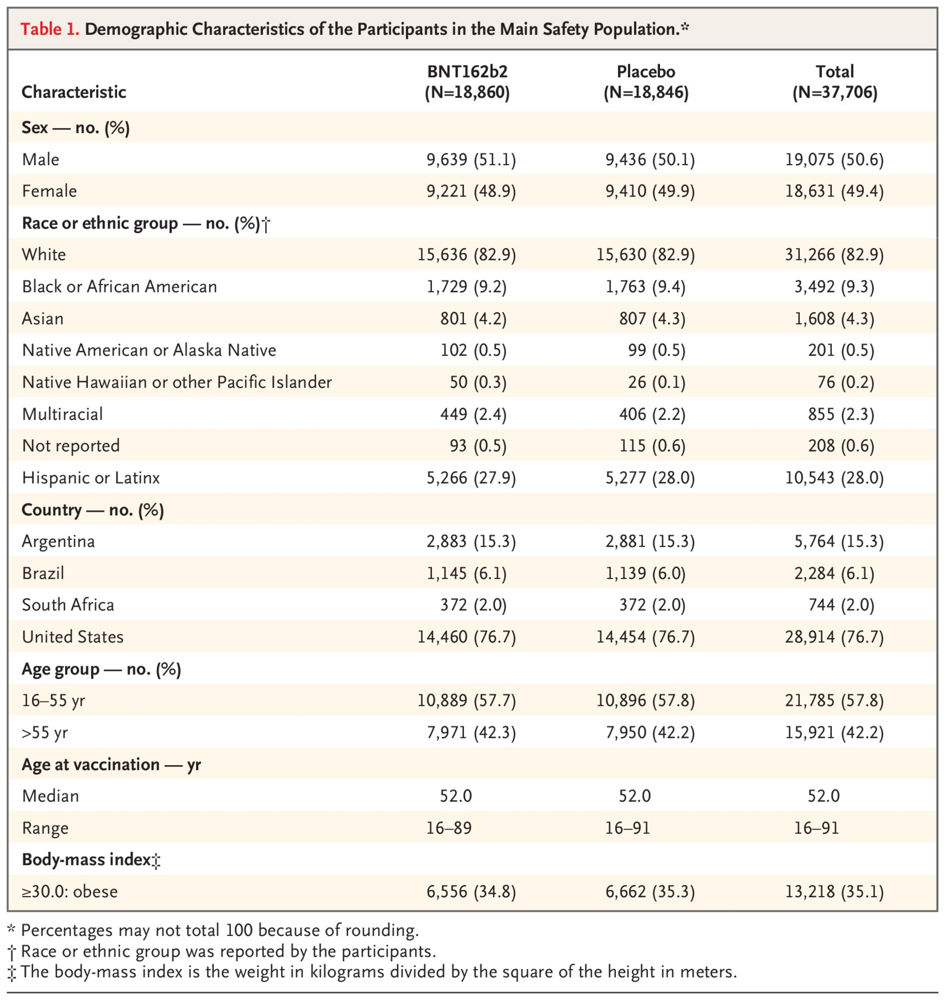 Table 1. Demographic Characteristics of the Participants in the Main Safety Population.*
Characteristic BNT162b2 (N=18,860) Placebo (N=18,846) Total (N=37,706)
Sex — no. (%)
Male 9,639 (51.1) 9,436 (50.1) 19,075 (50.6)
Female 9,221 (48.9) 9,410 (49.9) 18,631 (49.4)
Race or ethnic group — no. (%)†
White 15,636 (82.9) 15,630 (82.9) 31,266 (82.9)
Black or African American 1,729 (9.2) 1,763 (9.4) 3,492 (9.3)
Asian 801 (4.2) 807 (4.3) 1,608 (4.3)
Native American or Alaska Native 102 (0.5) 99 (0.5) 201 (0.5)
Native Hawaiian or other Pacific Islander 50 (0.3) 26 (0.1) 76 (0.2)
Multiracial 449 (2.4) 406 (2.2) 855 (2.3)
Not reported 93 (0.5) 115 (0.6) 208 (0.6)
Hispanic or Latinx 5,266 (27.9) 5,277 (28.0) 10,543 (28.0)
Country — no. (%)
Argentina 2,883 (15.3) 2,881 (15.3) 5,764 (15.3)
Brazil 1,145 (6.1) 1,139 (6.0) 2,284 (6.1)
South Africa 372 (2.0) 372 (2.0) 744 (2.0)
United States 14,460 (76.7) 14,454 (76.7) 28,914 (76.7)
Age group — no. (%)
16–55 yr 10,889 (57.7) 10,896 (57.8) 21,785 (57.8)
>55 yr 7,971 (42.3) 7,950 (42.2) 15,921 (42.2)
Age at vaccination — yr
Median 52.0 52.0 52.0
Range 16–89 16–91 16–91
Body-mass index‡
≥30.0: obese 6,556 (34.8) 6,662 (35.3) 13,218 (35.1)
* Percentages may not total 100 because of rounding.
† Race or ethnic group was reported by the participants.
‡ The body-mass index is the weight in kilograms divided by the square of the height in meters.